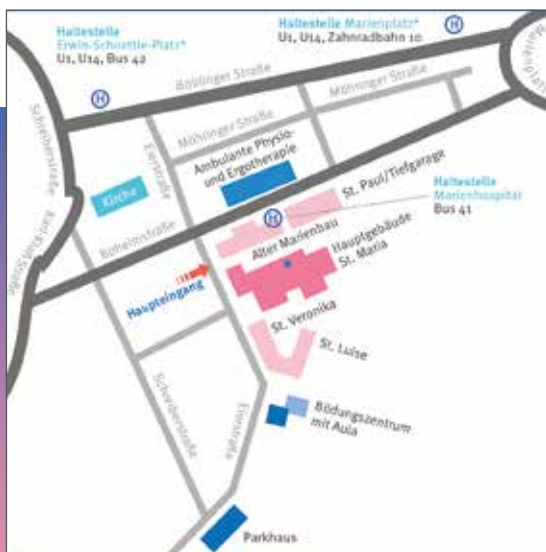 Haltestelle
Erwin-Schoettle-Platz*
U1, U14, Bus 42
Haltestelle Marienplatz*
U1, U14, Zahnradbahn 10
Marienplatz
H
H
Böblinger Straße
Möhringer Straße
Möhringer Straße
Schreiberstraße
Eierstraße
Ambulante Physio-
und Ergotherapie
Kirche
St. Paul/Tiefgarage
Haltestelle
Marienhospital
Bus 41
H
Karl-Kloß-Straße
Böheimstraße
Alter Marienbau
Hauptgebäude
St. Maria
Haupteingang
St. Veronika
St. Luise
Schreiberstraße
Eierstraße
Bildungszentrum
mit Aula
Parkhaus